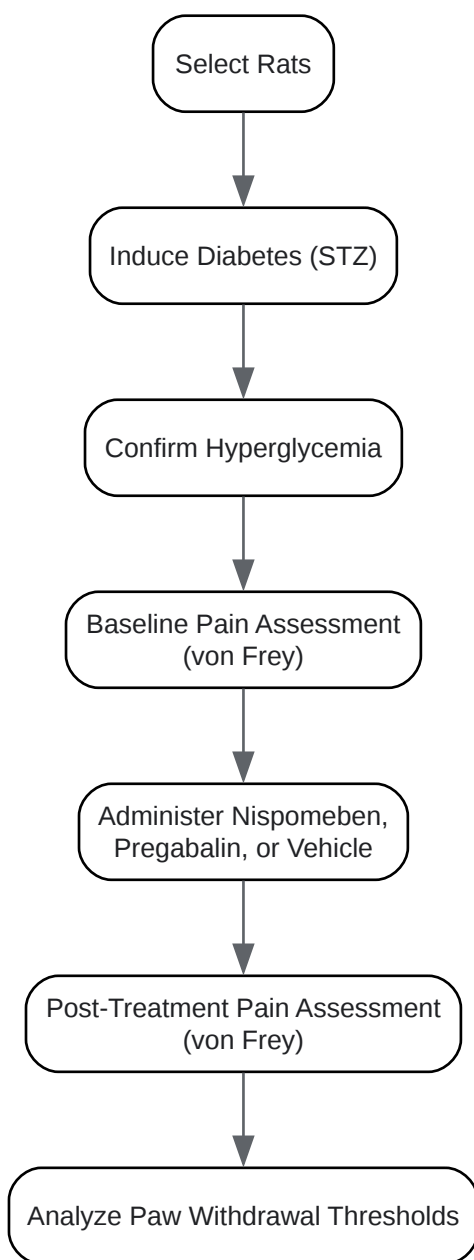 Select Rats
Induce Diabetes (STZ)
Confirm Hyperglycemia
Baseline Pain Assessment
(von Frey)
Administer Nispomeben,
Pregabalin, or Vehicle
Post-Treatment Pain Assessment
(von Frey)
Analyze Paw Withdrawal Thresholds